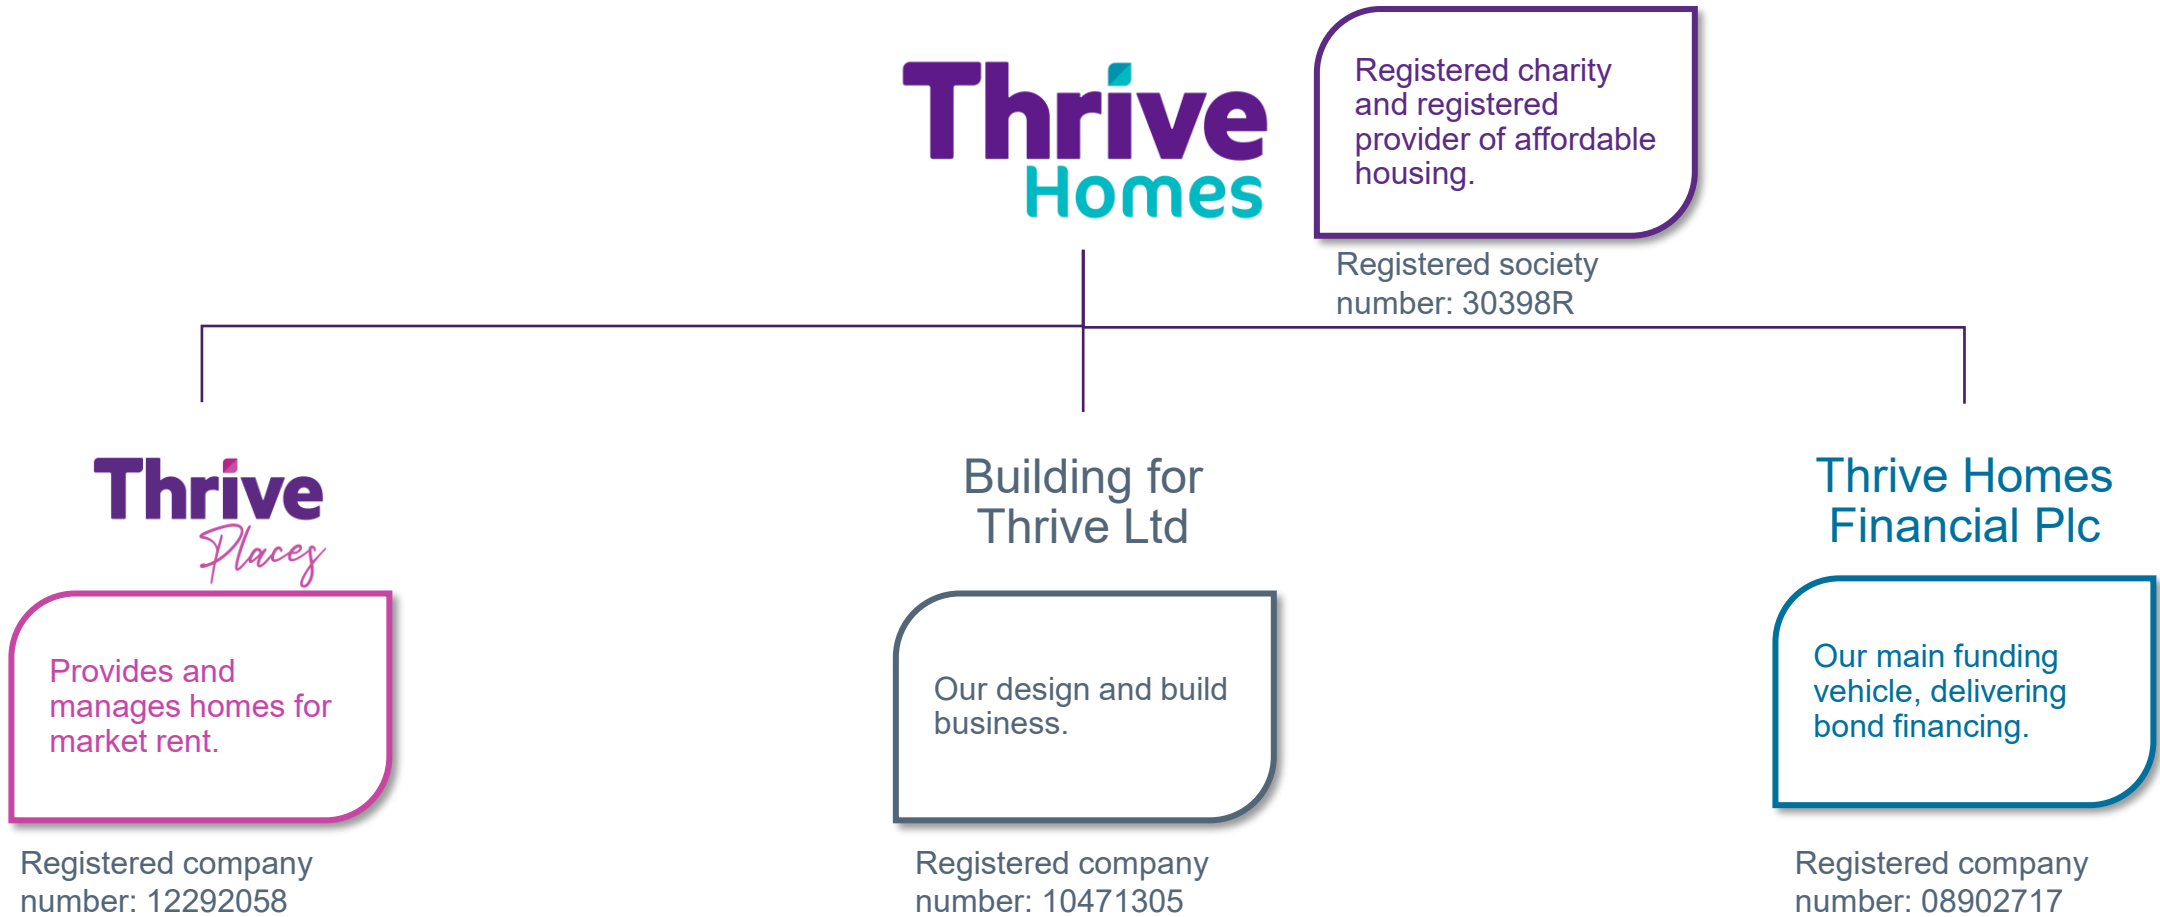 Thrive
Homes
Registered charity
and registered
provider of affordable
housing.
Registered society
number: 30398R
Thrive
Places
Provides and
manages homes for
market rent.
Registered company
number: 12292058
Building for
Thrive Ltd
Our design and build
business.
Registered company
number: 10471305
Thrive Homes
Financial Plc
Our main funding
vehicle, delivering
bond financing.
Registered company
number: 08902717